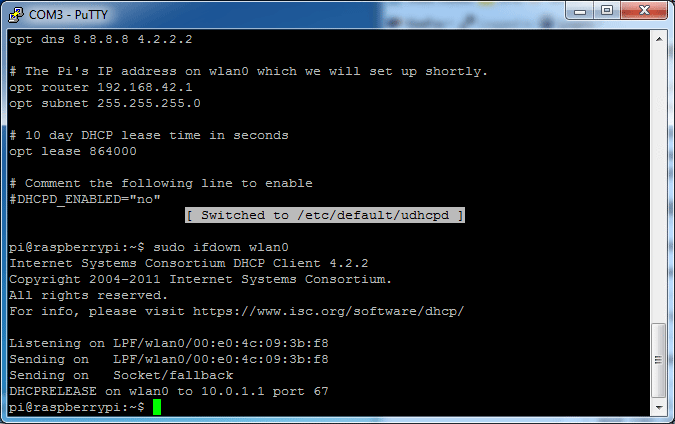 COM3 - PuTTY
opt dns 8.8.8.8 4.2.2.2
# The Pi's IP address on wlan0 which we will set up shortly.
opt router 192.168.42.1
opt subnet 255.255.255.0
# 10 day DHCP lease time in seconds
opt lease 864000
# Comment the following line to enable
#DHCPD_ENABLED="no"
[ Switched to /etc/default/udhcpd ]
pi@raspberrypi:~$ sudo ifdown wlan0
Internet Systems Consortium DHCP Client 4.2.2
Copyright 2004-2011 Internet Systems Consortium.
All rights reserved.
For info, please visit https://www.isc.org/software/dhcp/
Listening on LPF/wlan0/00:e0:4c:09:3b:f8
Sending on   LPF/wlan0/00:e0:4c:09:3b:f8
Sending on   Socket/fallback
DHCPRELEASE on wlan0 to 10.0.1.1 port 67
pi@raspberrypi:~$